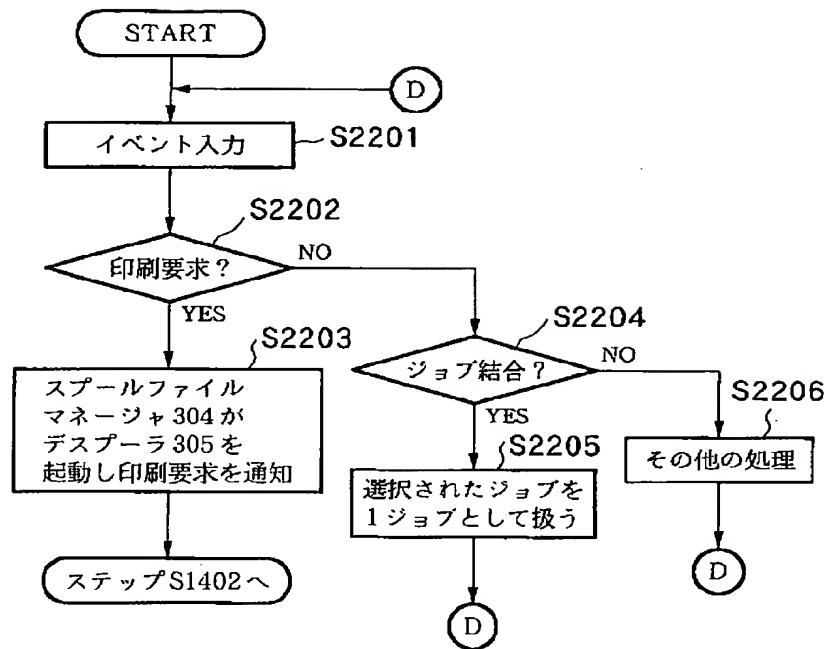 START
D
イベント入力
S2201
S2202
印刷要求？
NO
YES
S2203
スプールファイル
マネージャ304が
デスプーラ305を
起動し印刷要求を通知
ステップS1402へ
S2204
ジョブ結合？
NO
YES
S2205
選択されたジョブを
1ジョブとして扱う
D
S2206
その他の処理
D